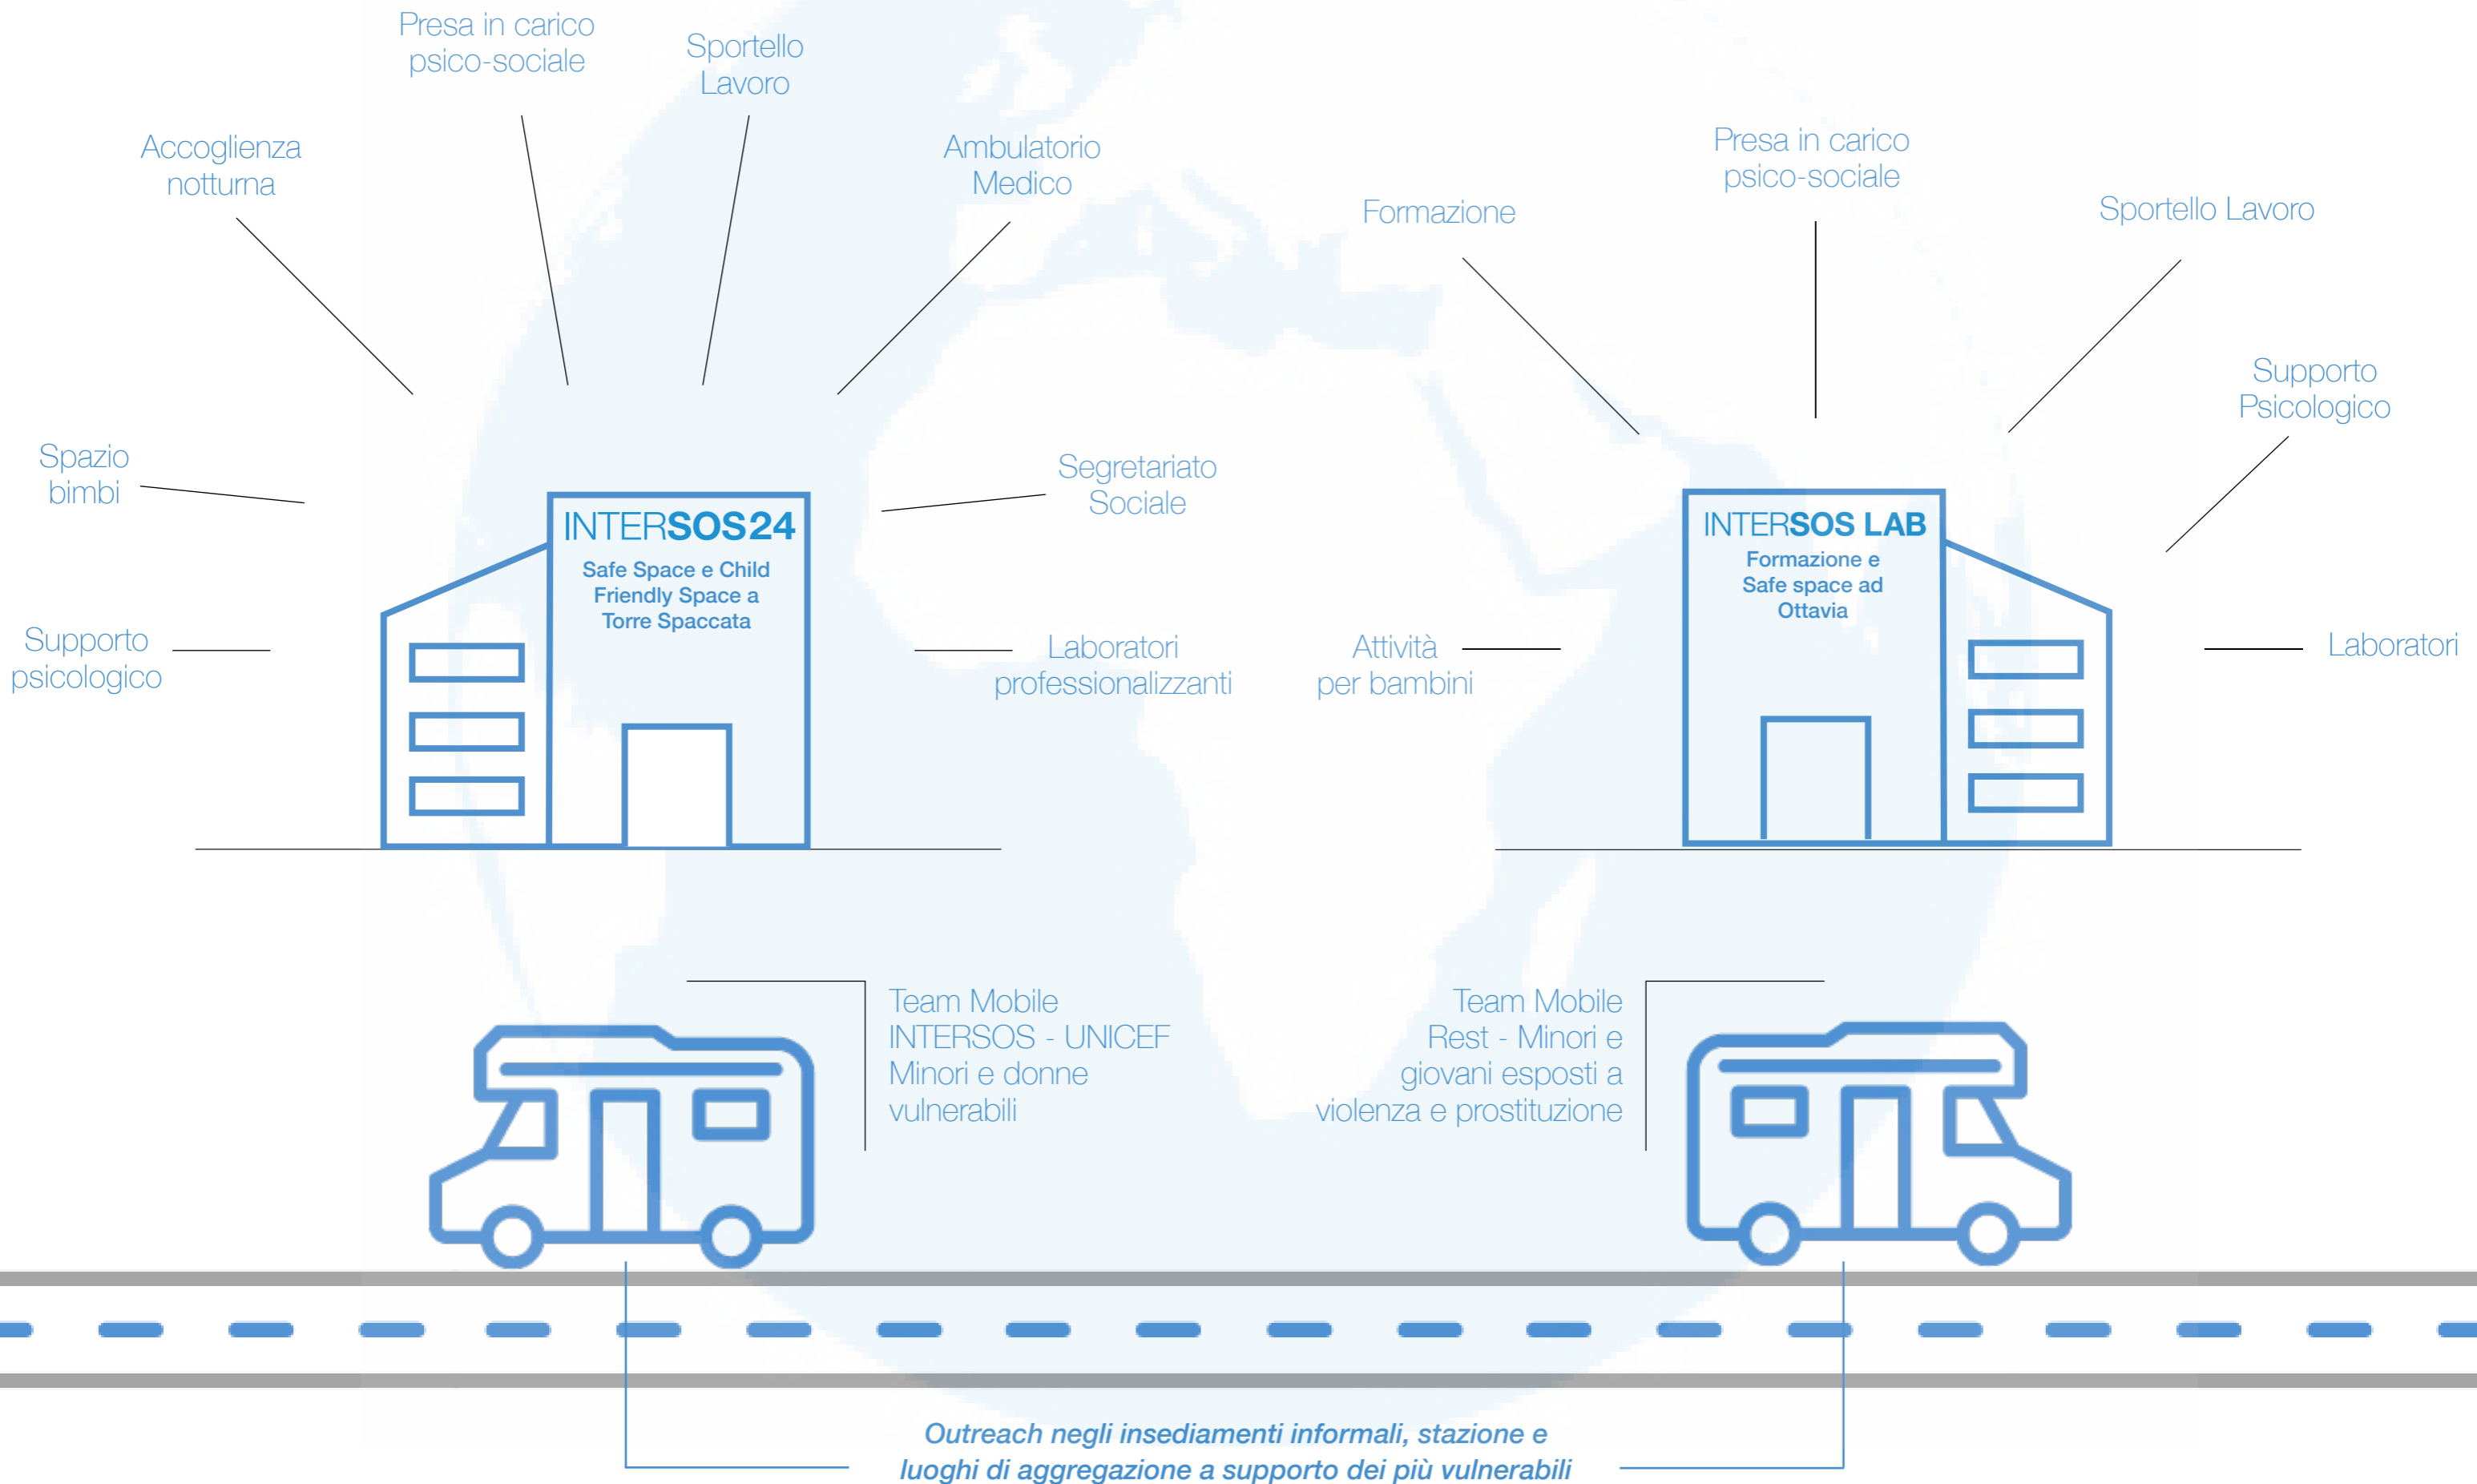 Presa in carico
psico-sociale
Sportello
Lavoro
Accoglienza
notturna
Ambulatorio
Medico
Spazio
bimbi
Segretariato
Sociale
Supporto
psicologico
Laboratori
professionalizzanti
INTERSOS24
Safe Space e Child
Friendly Space a
Torre Spaccata
Presa in carico
psico-sociale
Formazione
Sportello Lavoro
Supporto
Psicologico
Attività
per bambini
Laboratori
INTERSOS LAB
Formazione e
Safe space ad
Ottavia
Team Mobile
INTERSOS - UNICEF
Minori e donne
vulnerabili
Team Mobile
Rest - Minori e
giovani esposti a
violenza e prostituzione
Outreach negli insediamenti informali, stazione e
luoghi di aggregazione a supporto dei più vulnerabili